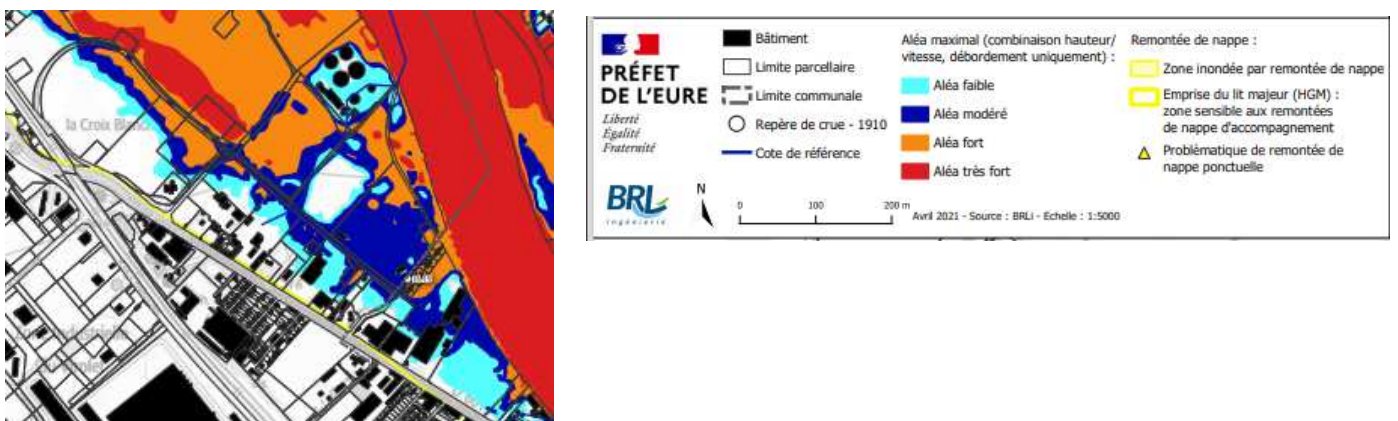 la Croix Blanc
PRÉFET
DE L'EURE
Liberté
Égalité
Fraternité
BRL
Ingénierie
Bâtiment
Limite parcellaire
Limite communale
Repère de crue - 1910
Cote de référence
N
0 100 200 m
Aléa maximal (combinaison hauteur/
vitesse, débordement uniquement) :
Aléa faible
Aléa modéré
Aléa fort
Aléa très fort
Avril 2021 - Source : BRLi - Echelle : 1:5000
Remontée de nappe :
Zone inondée par remontée de nappe
Emprise du lit majeur (HGM) :
zone sensible aux remontées
de nappe d'accompagnement
Problèmatique de remontée de
nappe ponctuelle